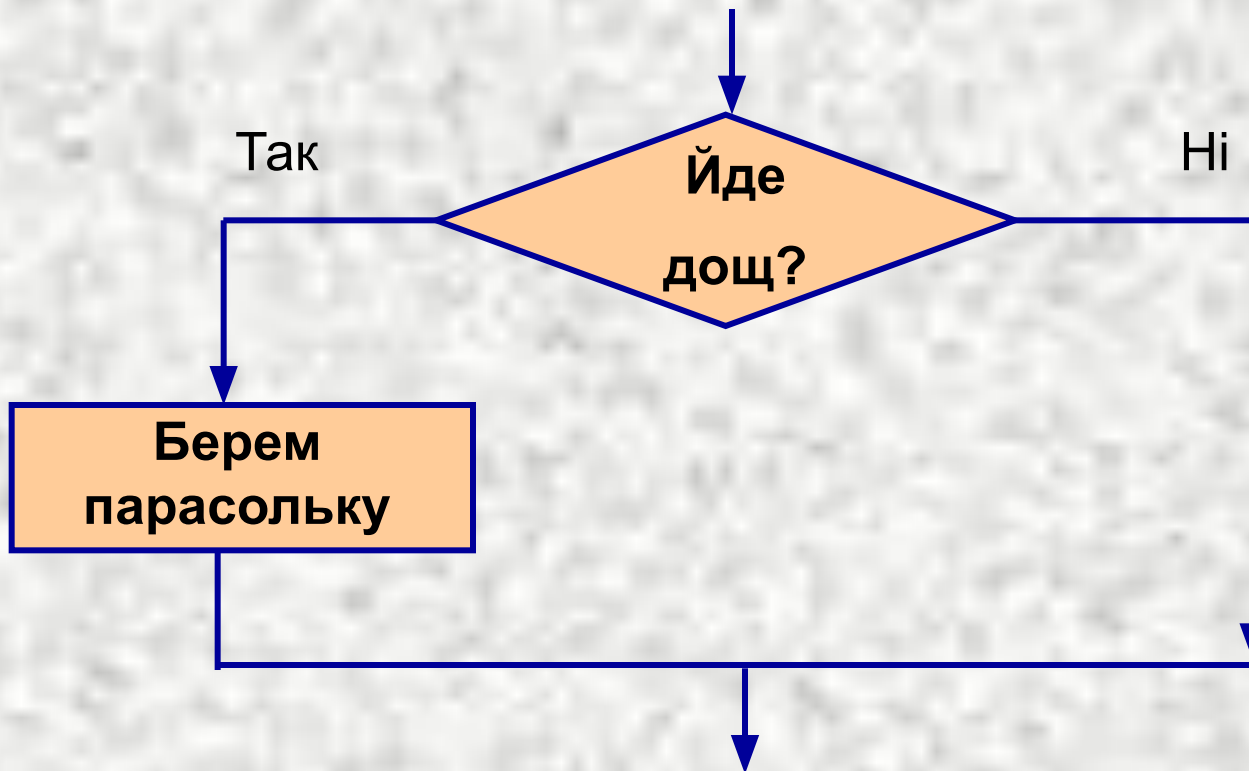 Так
Йде
дощ?
Ні
Берем
парасольку